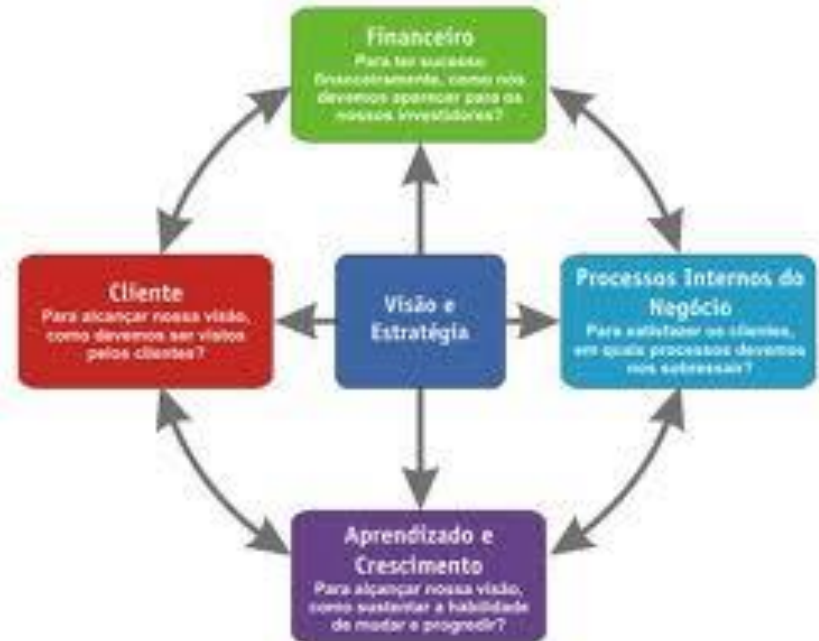 Financeiro
Para ter sucesso
financeiramente, como nós
devemos aparecer para os
nossos investidores?
Cliente
Para alcançar nossa visão,
como devemos ser vistos
pelos clientes?
Visão e
Estratégia
Processos Internos do
Negócio
Para satisfazer os clientes,
em quais processos devemos
nos sobressair?
Aprendizado e
Crescimento
Para alçançar nossa visão,
como sustentar a habilidade
de mudar e progredir?